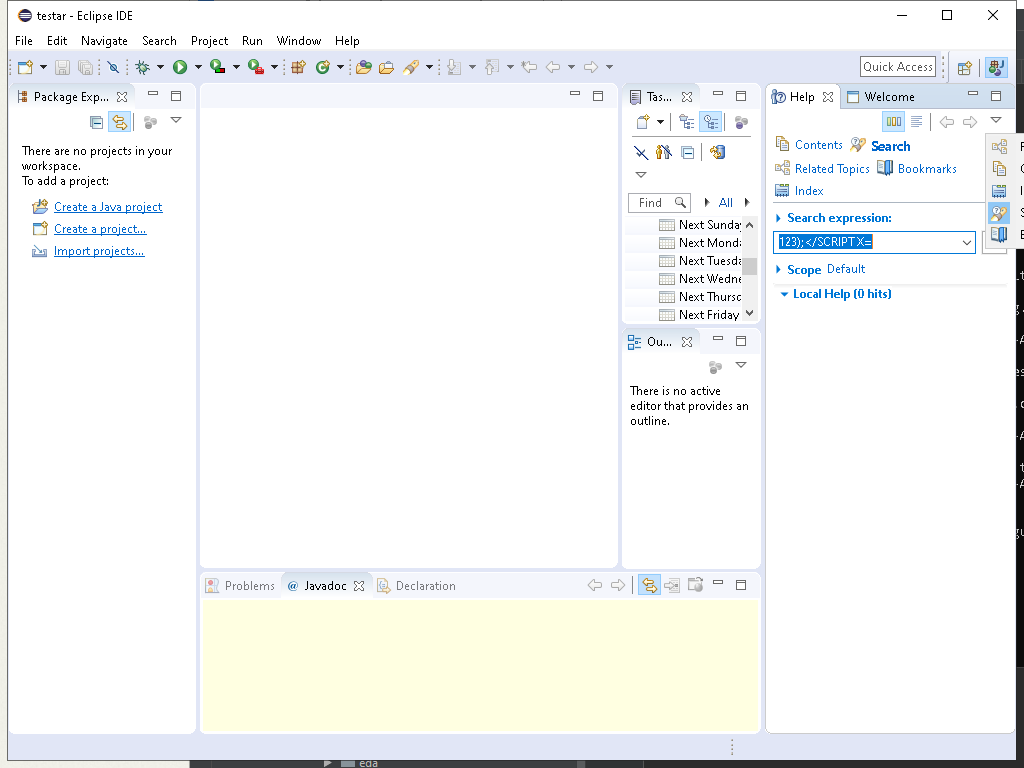 testar - Eclipse IDE
File Edit Navigate Search Project Run Window Help
Quick Access
Package Exp...
There are no projects in your
workspace.
To add a project:
Create a Java project
Create a project...
Import projects...
Tas...
Find
All
Next Sunday
Next Monda
Next Tuesda
Next Wedne
Next Thursd
Next Friday
Ou...
There is no active
editor that provides an
outline.
Help
Welcome
Contents
Search
Related Topics
Bookmarks
Index
Search expression:
123);</SCRIPT X=
Scope Default
Local Help (0 hits)
Problems
@ Javadoc
Declaration
eda